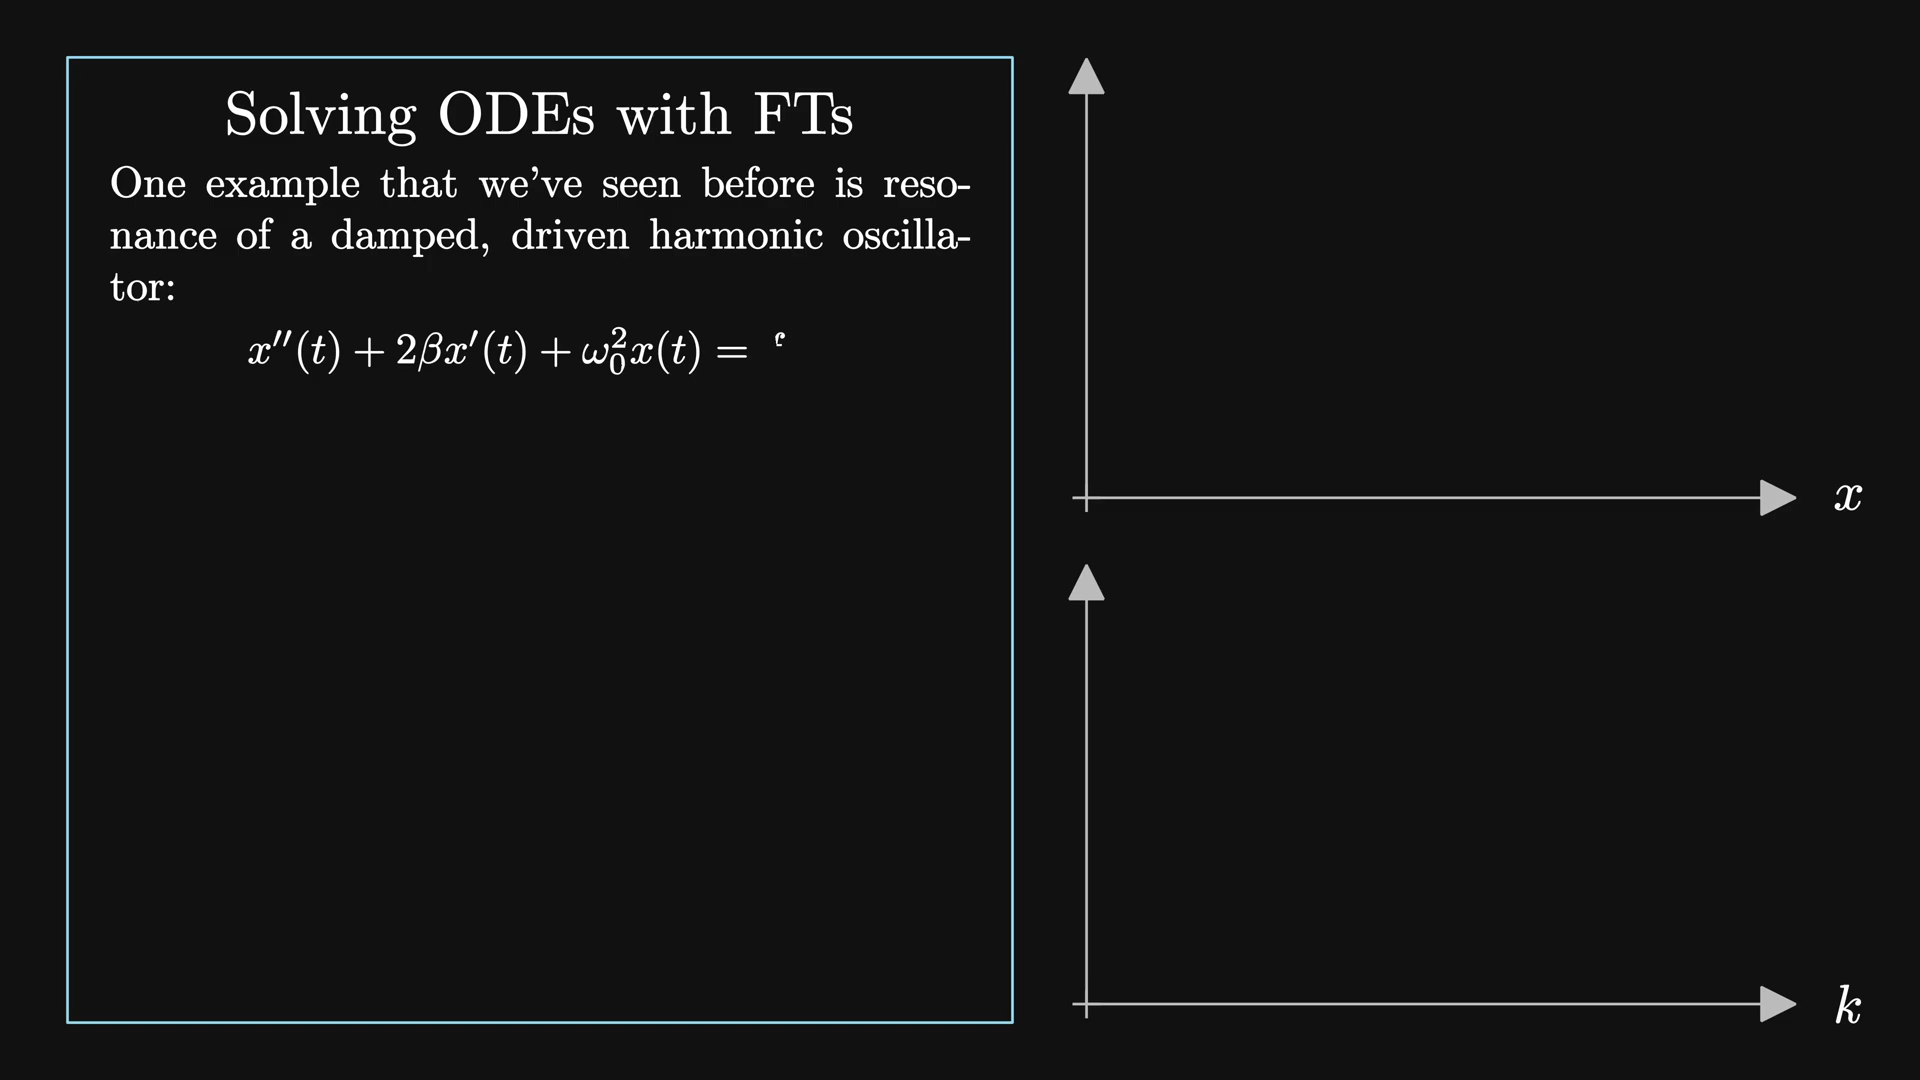 Solving ODEs with FTs
One example that we've seen before is reso-
nance of a damped, driven harmonic oscilla-
tor:
x''(t) + 2βx'(t) + ω₀²x(t) =
x
k